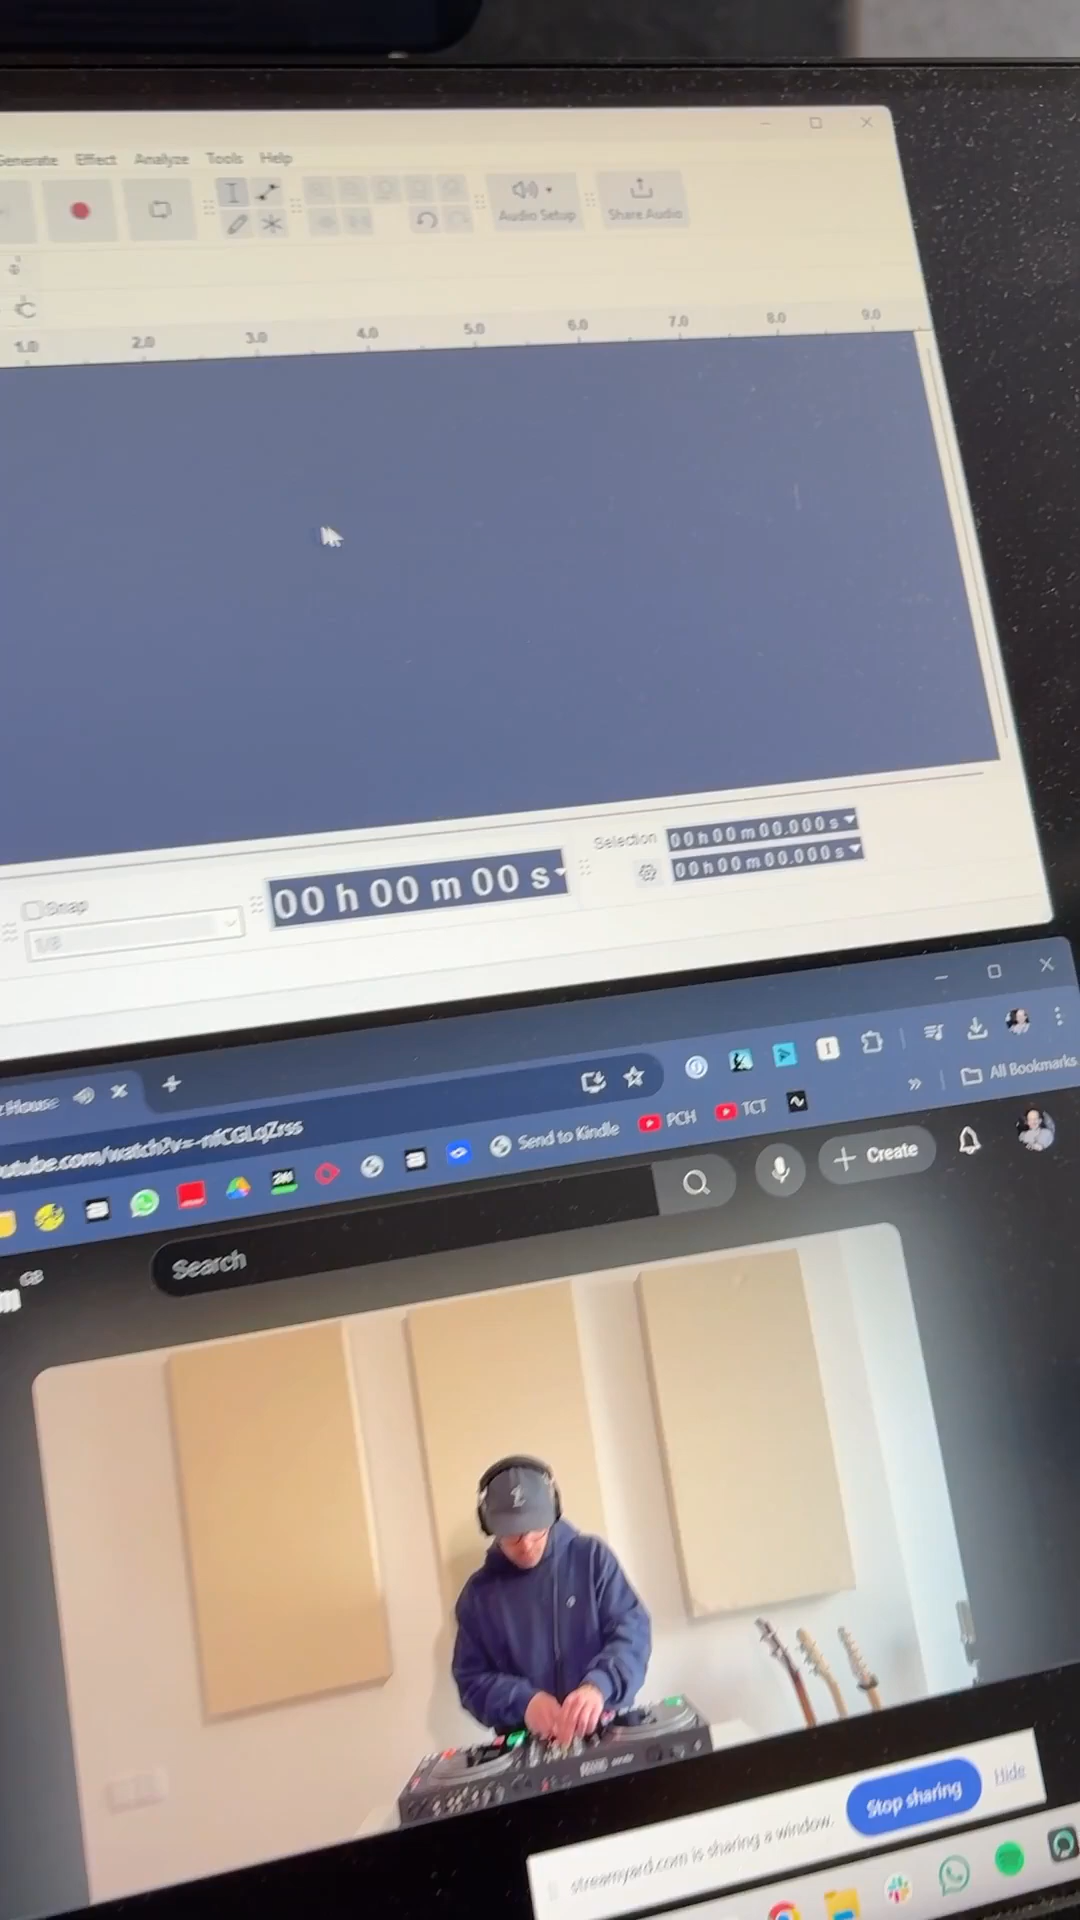 Generate Effect Analyze Tools Help
Audio Setup
Share Audio
1.0 2.0 3.0 4.0 5.0 6.0 7.0 8.0 9.0
Selection
00 h 00 m 00.000 s
00 h 00 m 00.000 s
Snap
1/8
00 h 00 m 00 s
House
utube.com/watch?v=-nfCGLqZrss
All Bookmarks
Send to Kindle
PCH
TCT
Create
GB
Search
streamyard.com is sharing a window.
Stop sharing
Hide